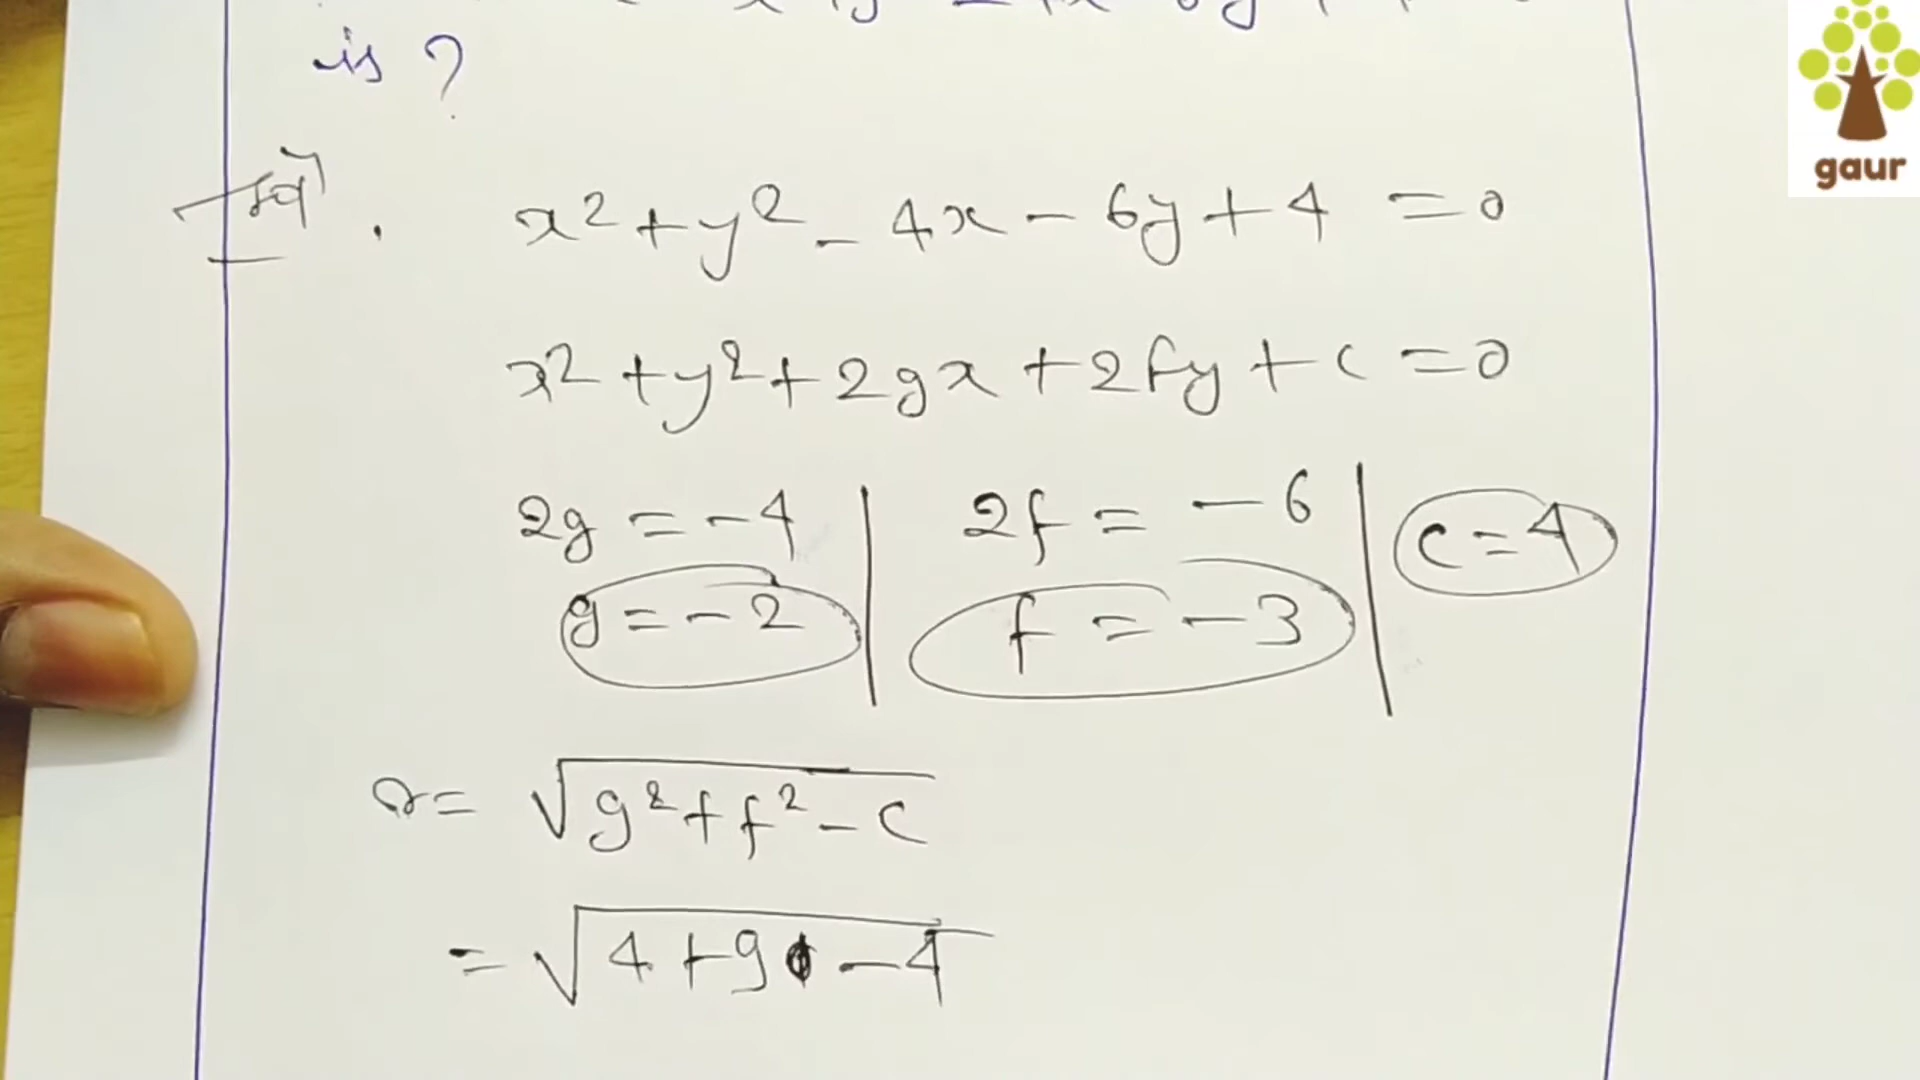 is ?
gaur
x² + y² - 4x - 6y + 4 = 0
x² + y² + 2gx + 2fy + c = 0
2g = -4 | 2f = -6 | c = 4
g = -2 | f = -3
r = √(g² + f² - c)
= √(4 + 9 - 4)